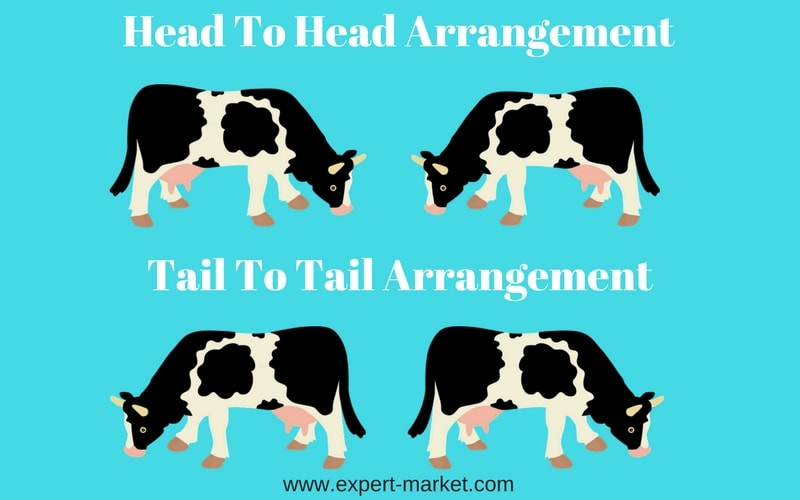 Head To Head Arrangement
Tail To Tail Arrangement
www.expert-market.com